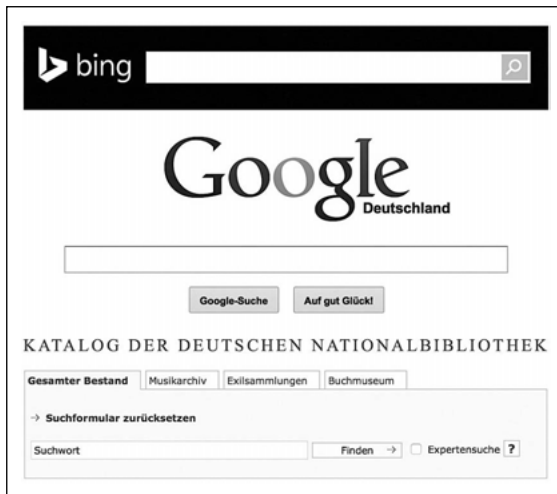 bing
Google
Deutschland
Google-Suche Auf gut Glück!
KATALOG DER DEUTSCHEN NATIONALBIBLIOTHEK
Gesamter Bestand Musikarchiv Exilsammlungen Buchmuseum
→ Suchformular zurücksetzen
Suchwort Finden → Expertensuche ?